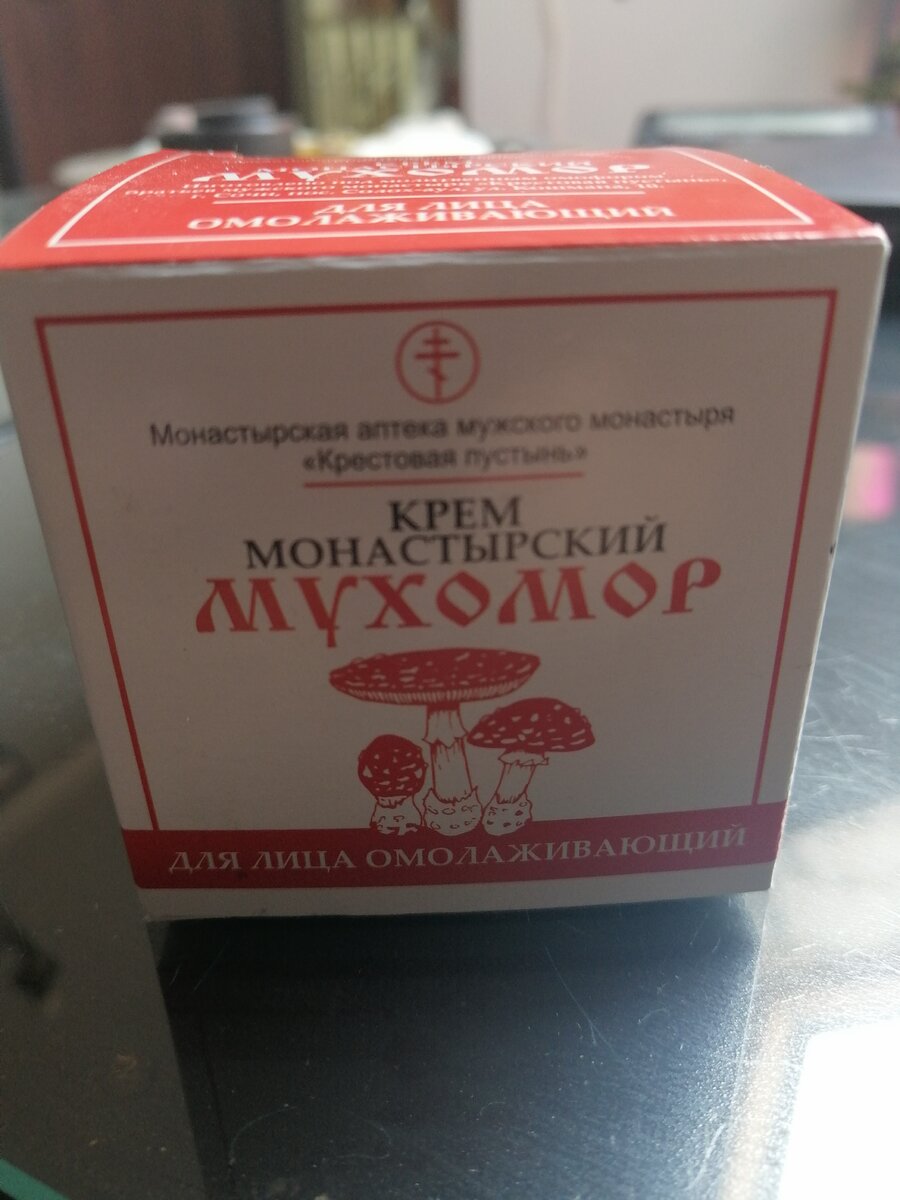 МУХОМОР
ДЛЯ ЛИЦА
ОМОЛАЖИВАЮЩИЙ
Монастырская аптека мужского монастыря
«Крестовая пустынь»
КРЕМ
МОНАСТЫРСКИЙ
МУХОМОР
ДЛЯ ЛИЦА ОМОЛАЖИВАЮЩИЙ